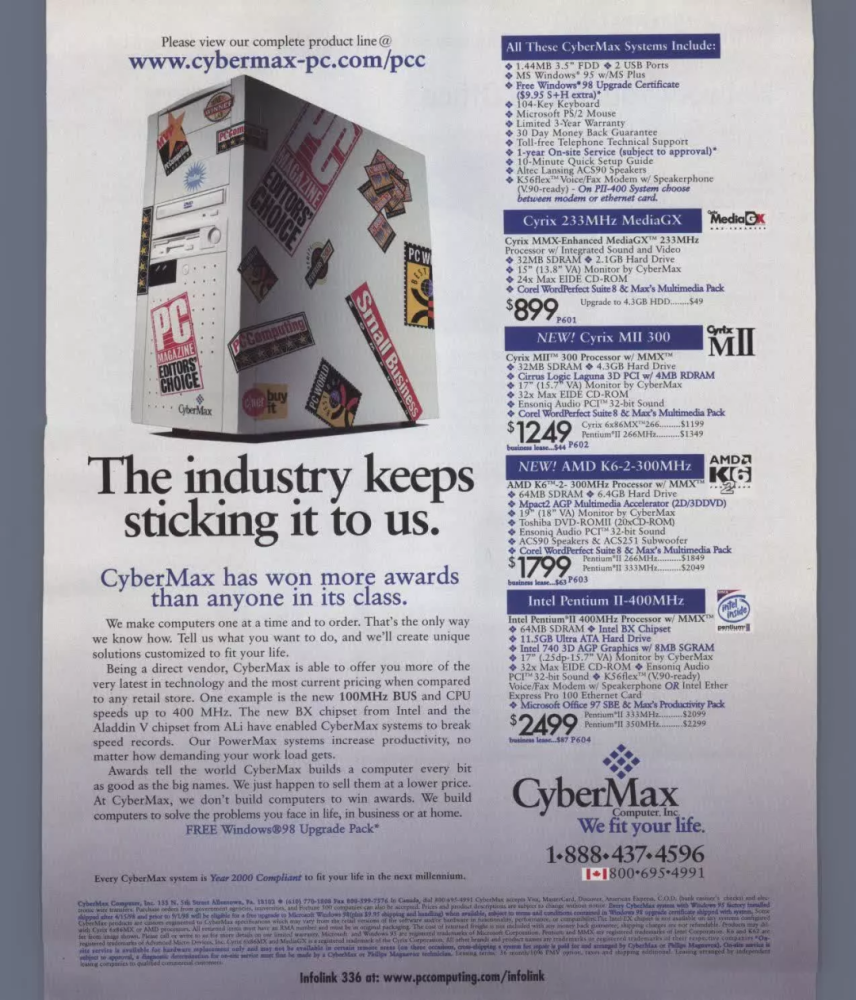 Please view our complete product line @
www.cybermax-pc.com/pcc
PC
MAGAZINE
EDITORS'
CHOICE
PC WORLD
BEST
PC Computing
Small Business
PC
MAGAZINE
EDITORS'
CHOICE
CyberMax
cyber buy it
PC WORLD
The industry keeps
sticking it to us.
CyberMax has won more awards
than anyone in its class.
We make computers one at a time and to order. That's the only way
we know how. Tell us what you want to do, and we'll create unique
solutions customized to fit your life.
Being a direct vendor, CyberMax is able to offer you more of the
very latest in technology and the most current pricing when compared
to any retail store. One example is the new 100MHz BUS and CPU
speeds up to 400 MHz. The new BX chipset from Intel and the
Aladdin V chipset from ALi have enabled CyberMax systems to break
speed records. Our PowerMax systems increase productivity, no
matter how demanding your work load gets.
Awards tell the world CyberMax builds a computer every bit
as good as the big names. We just happen to sell them at a lower price.
At CyberMax, we don't build computers to win awards. We build
computers to solve the problems you face in life, in business or at home.
FREE Windows®98 Upgrade Pack*
Every CyberMax system is Year 2000 Compliant to fit your life in the next millennium.
All These CyberMax Systems Include:
❖ 1.44MB 3.5" FDD ❖ 2 USB Ports
❖ MS Windows® 95 w/MS Plus
❖ Free Windows®98 Upgrade Certificate
($9.95 S+H extra)*
❖ 104-Key Keyboard
❖ Microsoft PS/2 Mouse
❖ Limited 3-Year Warranty
❖ 30 Day Money Back Guarantee
❖ Toll-free Telephone Technical Support
❖ 1-year On-site Service (subject to approval)*
❖ 10-Minute Quick Setup Guide
❖ Altec Lansing ACS90 Speakers
❖ K56flex™ Voice/Fax Modem w/ Speakerphone
(V.90-ready) - On PII-400 System choose
between modem or ethernet card.
Cyrix 233MHz MediaGX
MediaGX
Cyrix MMX-Enhanced MediaGX™ 233MHz
Processor w/ Integrated Sound and Video
❖ 32MB SDRAM ❖ 2.1GB Hard Drive
❖ 15" (13.8" VA) Monitor by CyberMax
❖ 24x Max EIDE CD-ROM
❖ Corel WordPerfect Suite 8 & Max's Multimedia Pack
$899 P601 Upgrade to 4.3GB HDD........$49
NEW! Cyrix MII 300
Cyrix MII
Cyrix MII™ 300 Processor w/ MMX™
❖ 32MB SDRAM ❖ 4.3GB Hard Drive
❖ Cirrus Logic Laguna 3D PCI w/ 4MB RDRAM
❖ 17" (15.7" VA) Monitor by CyberMax
❖ 32x Max EIDE CD-ROM
❖ Ensoniq Audio PCI™ 32-bit Sound
❖ Corel WordPerfect Suite 8 & Max's Multimedia Pack
$1249 Cyrix 6x86MX™266.........$1199
Pentium®II 266MHz.........$1349
business lease...$44 P602
NEW! AMD K6-2-300MHz
AMD K6 2
AMD K6™-2- 300MHz Processor w/ MMX™
❖ 64MB SDRAM ❖ 6.4GB Hard Drive
❖ Mpact2 AGP Multimedia Accelerator (2D/3DDVD)
❖ 19" (18" VA) Monitor by CyberMax
❖ Toshiba DVD-ROMII (20xCD-ROM)
❖ Ensoniq Audio PCI™ 32-bit Sound
❖ ACS90 Speakers & ACS251 Subwoofer
❖ Corel WordPerfect Suite 8 & Max's Multimedia Pack
$1799 Pentium®II 266MHz.........$1849
Pentium®II 333MHz.........$2049
business lease...$63 P603
Intel Pentium II-400MHz
intel inside pentium II
Intel Pentium®II 400MHz Processor w/ MMX™
❖ 64MB SDRAM ❖ Intel BX Chipset
❖ 11.5GB Ultra ATA Hard Drive
❖ Intel 740 3D AGP Graphics w/ 8MB SGRAM
❖ 17" (.25dp-15.7" VA) Monitor by CyberMax
❖ 32x Max EIDE CD-ROM ❖ Ensoniq Audio
PCI™ 32-bit Sound ❖ K56flex™ (V.90-ready)
Voice/Fax Modem w/ Speakerphone OR Intel Ether
Express Pro 100 Ethernet Card
❖ Microsoft Office 97 SBE & Max's Productivity Pack
$2499 Pentium®II 333MHz.........$2099
Pentium®II 350MHz.........$2299
business lease...$87 P604
CyberMax
Computer, Inc.
We fit your life.
1•888•437•4596
1•800•695•4991
Infolink 336 at: www.pccomputing.com/infolink